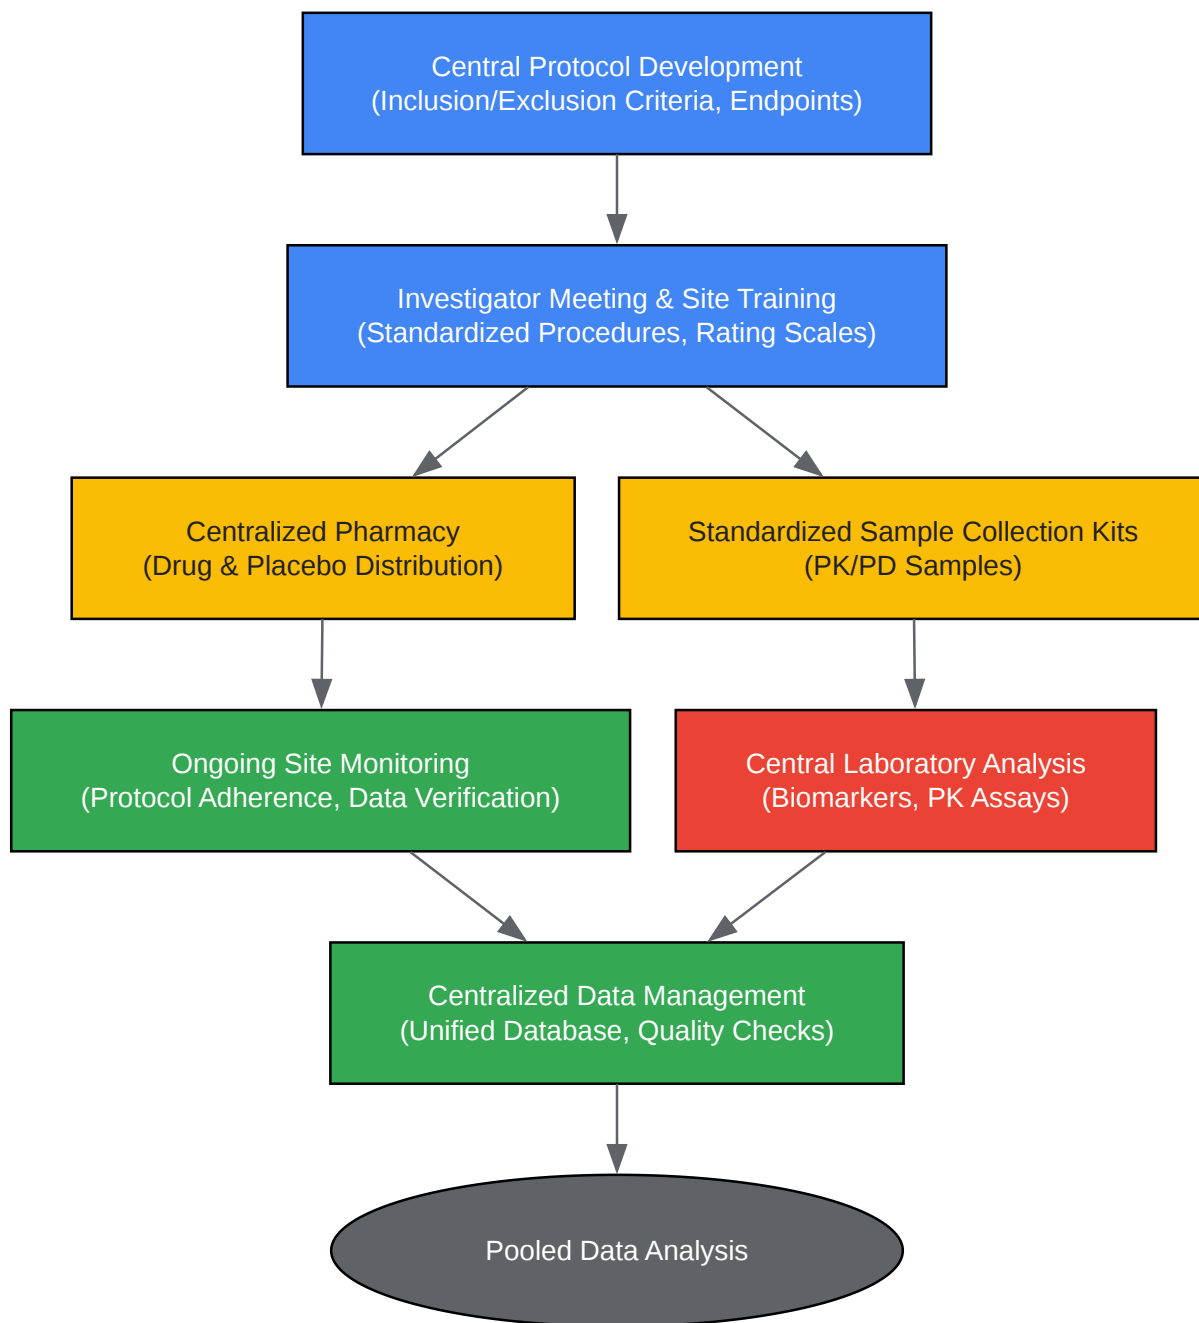 Central Protocol Development
(Inclusion/Exclusion Criteria, Endpoints)
Investigator Meeting & Site Training
(Standardized Procedures, Rating Scales)
Centralized Pharmacy
(Drug & Placebo Distribution)
Standardized Sample Collection Kits
(PK/PD Samples)
Ongoing Site Monitoring
(Protocol Adherence, Data Verification)
Central Laboratory Analysis
(Biomarkers, PK Assays)
Centralized Data Management
(Unified Database, Quality Checks)
Pooled Data Analysis